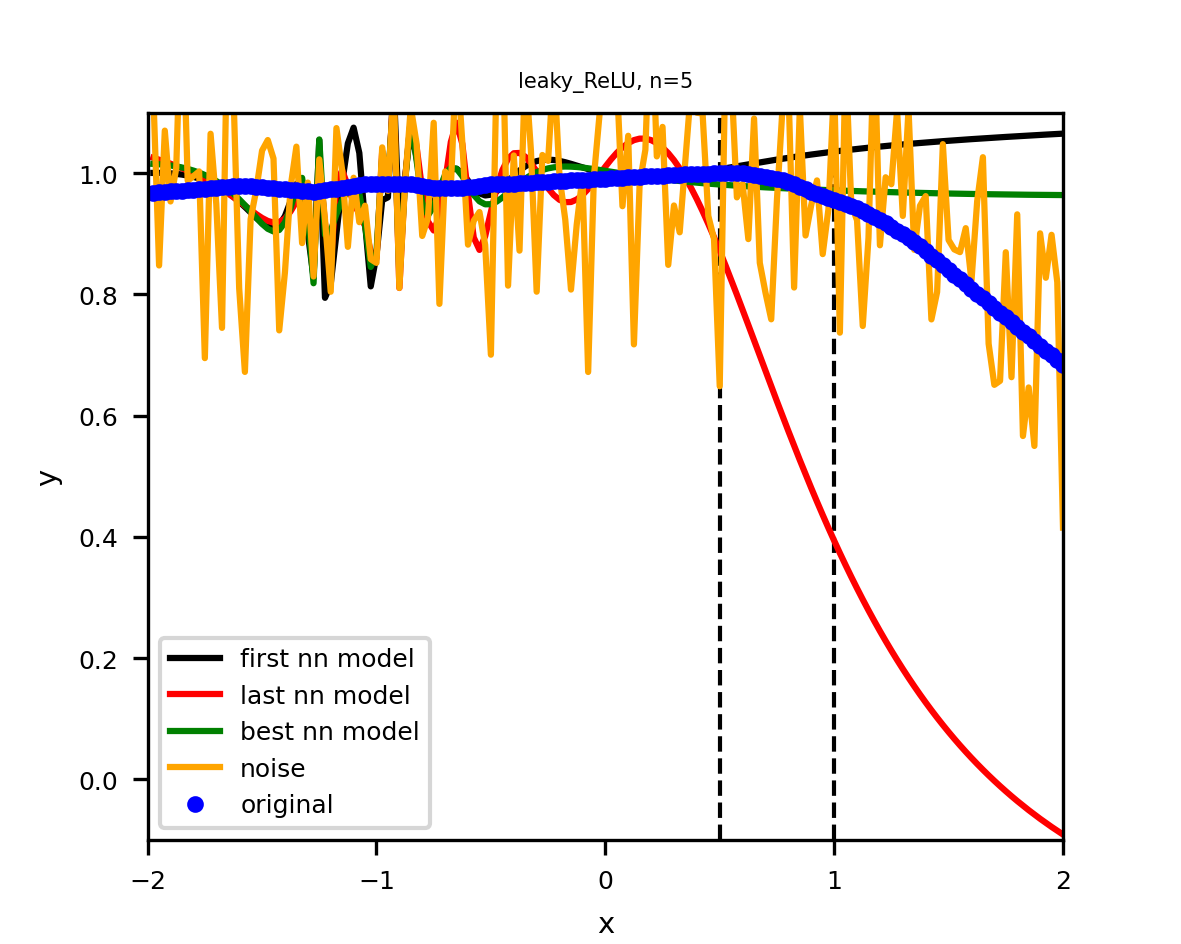 leaky_ReLU, n=5
1.0
0.8
0.6
0.4
0.2
0.0
y
first nn model
last nn model
best nn model
noise
original
−2
−1
0
1
2
x